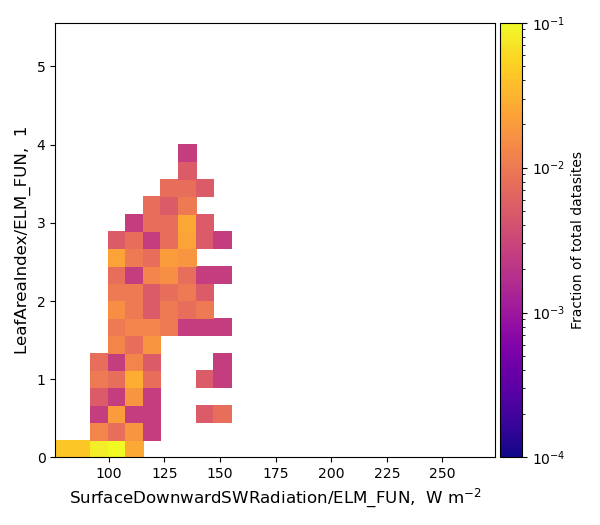 5
4
3
2
1
0
100 125 150 175 200 225 250
LeafAreaIndex/ELM_FUN, 1
SurfaceDownwardSWRadiation/ELM_FUN, W m⁻²
10⁻¹
10⁻²
10⁻³
10⁻⁴
Fraction of total datasites